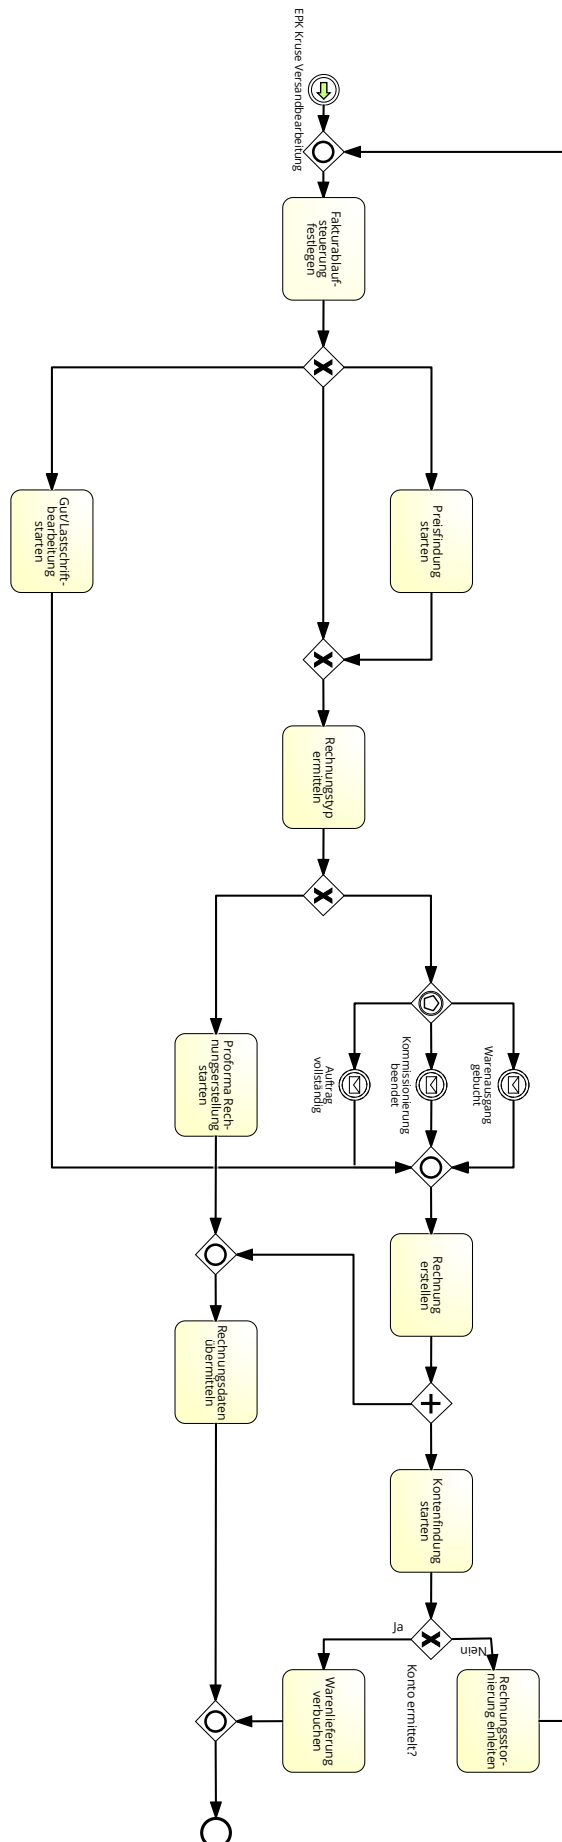 EPK Kruse Versandbearbeitung
Fakturablauf-
steuerung
festlegen
Gut/Lastschrift-
bearbeitung
starten
Preisfindung
starten
Rechnungstyp
ermitteln
Proforma Rech-
nungserstellung
starten
Auftrag
vollständig
Kommissionierung
beendet
Warenausgang
gebucht
Rechnung
erstellen
Rechnungsdaten
übermitteln
Kontenfindung
starten
Ja
Nein
Konto ermittelt?
Warenlieferung
verbuchen
Rechnungsstor-
nierung einleiten